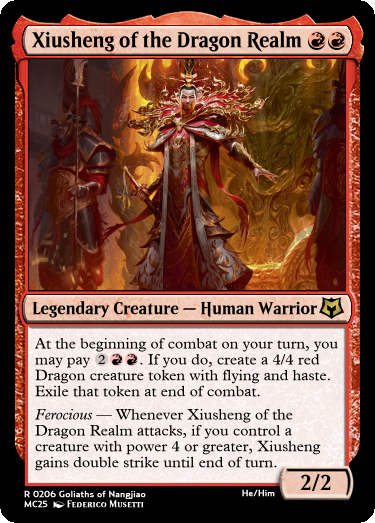 Xiusheng of the Dragon Realm
Legendary Creature — Human Warrior
At the beginning of combat on your turn, you
may pay 2. If you do, create a 4/4 red
Dragon creature token with flying and haste.
Exile that token at end of combat.
Ferocious — Whenever Xiusheng of the
Dragon Realm attacks, if you control a
creature with power 4 or greater, Xiusheng
gains double strike until end of turn.
2/2
R 0206 Goliaths of Nangjiao He/Him
MC25 Federico Musetti